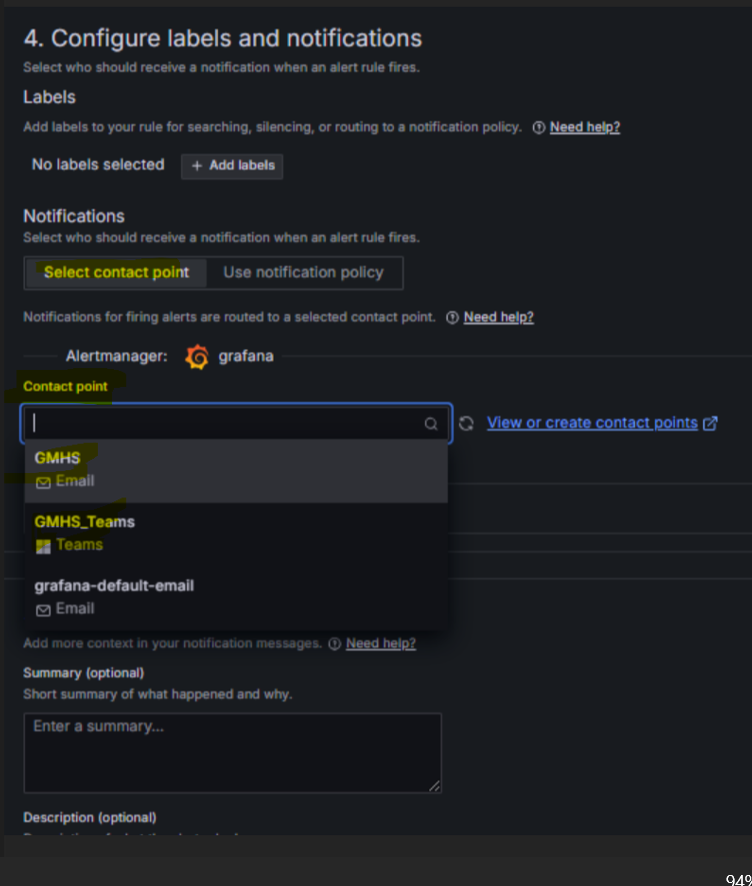 4. Configure labels and notifications
Select who should receive a notification when an alert rule fires.
Labels
Add labels to your rule for searching, silencing, or routing to a notification policy. Need help?
No labels selected + Add labels
Notifications
Select who should receive a notification when an alert rule fires.
Select contact point Use notification policy
Notifications for firing alerts are routed to a selected contact point. Need help?
Alertmanager: grafana
Contact point
View or create contact points
GMHS
Email
GMHS_Teams
Teams
grafana-default-email
Email
Add more context in your notification messages. Need help?
Summary (optional)
Short summary of what happened and why.
Enter a summary...
Description (optional)
94%